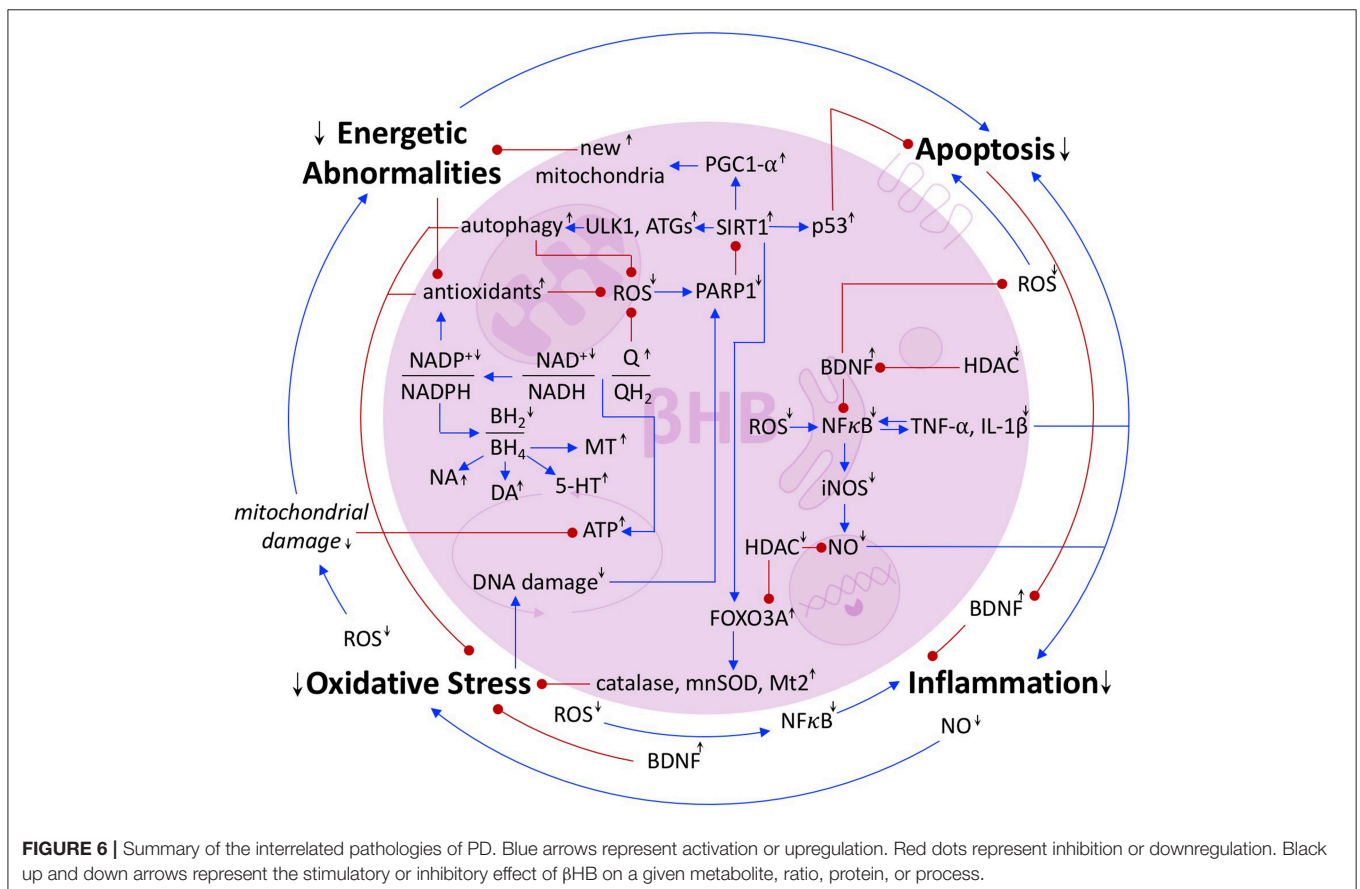 ↓ Energetic
Abnormalities
Apoptosis↓
new↑
mitochondria
PGC1-α↑
autophagy↑
ULK1, ATGs↑
SIRT1↑
p53↑
antioxidants↑
ROS↓
PARP1↓
ROS↓
NADP+↓
NADPH
NAD+↓
NADH
Q↑
QH₂
BDNF↑
HDAC↓
βHB
BH₂↓
BH₄
MT↑
NA↑
DA↑
5-HT↑
ROS↓
NFκB↓
TNF-α, IL-1β↓
iNOS↓
mitochondrial
damage↓
ATP↑
HDAC↓
NO↓
DNA damage↓
FOXO3A↑
BDNF↑
ROS↓
↓Oxidative Stress
catalase, mnSOD, Mt2↑
Inflammation↓
ROS↓
NFκB↓
NO↓
BDNF↑
FIGURE 6 | Summary of the interrelated pathologies of PD. Blue arrows represent activation or upregulation. Red dots represent inhibition or downregulation. Black
up and down arrows represent the stimulatory or inhibitory effect of βHB on a given metabolite, ratio, protein, or process.